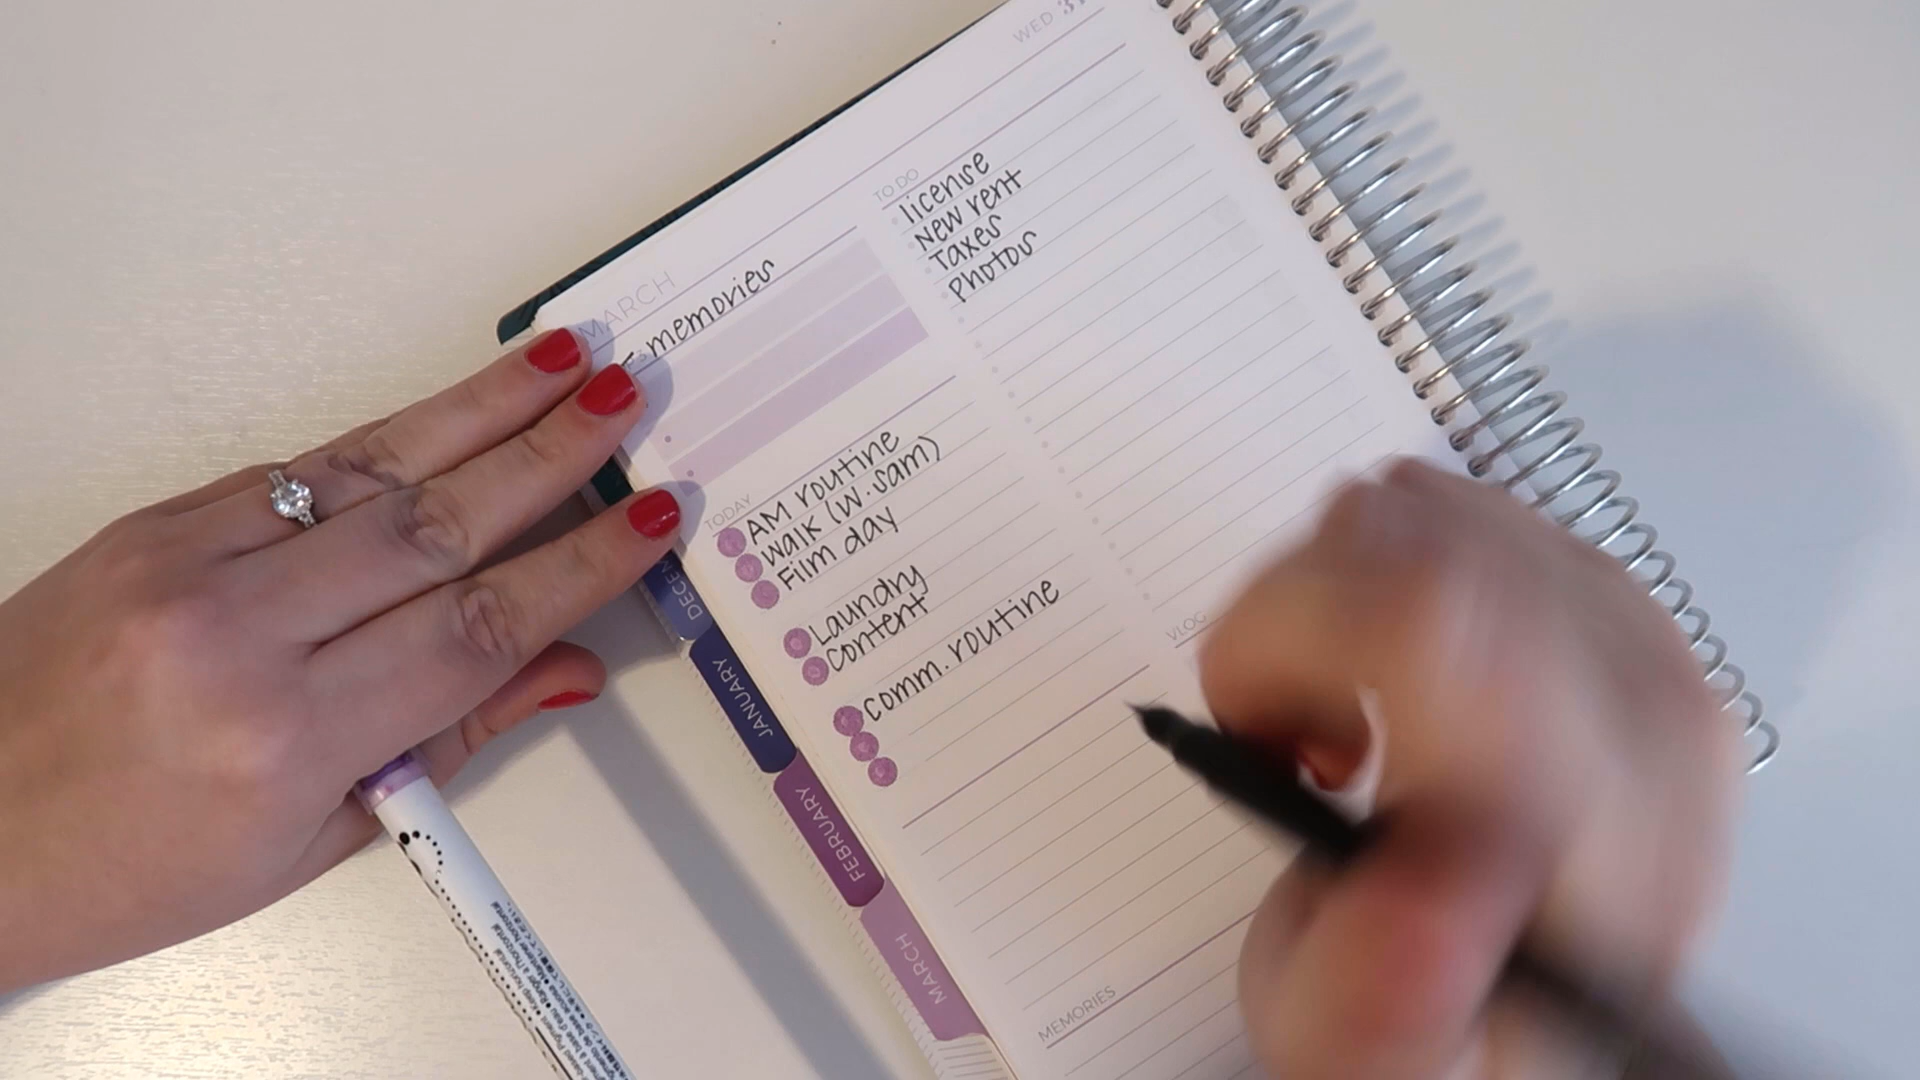 MARCH
WED 31
memories
TO DO
license
New rent
Taxes
Photos
TODAY
AM routine
walk (w. sam)
Film day
Laundry
content
comm. routine
VLOG
MEMORIES
DECEM
JANUARY
FEBRUARY
MARCH